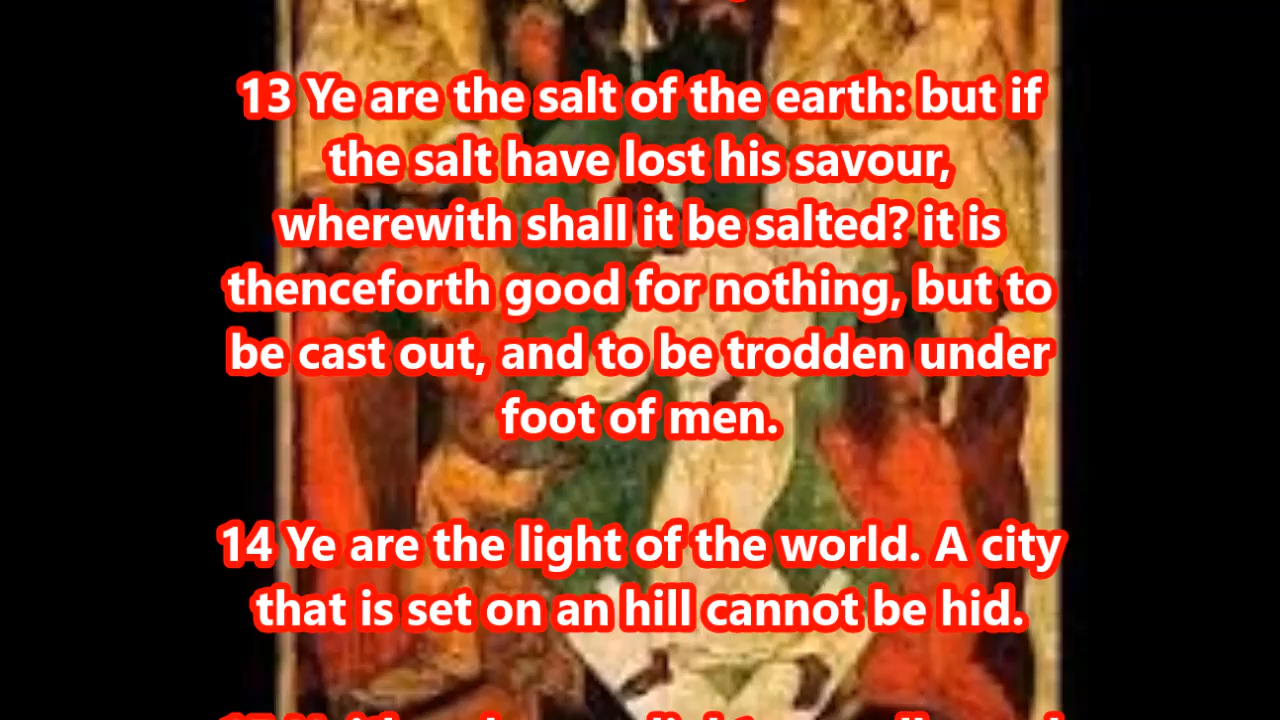 13 Ye are the salt of the earth: but if
the salt have lost his savour,
wherewith shall it be salted? it is
thenceforth good for nothing, but to
be cast out, and to be trodden under
foot of men.
14 Ye are the light of the world. A city
that is set on an hill cannot be hid.